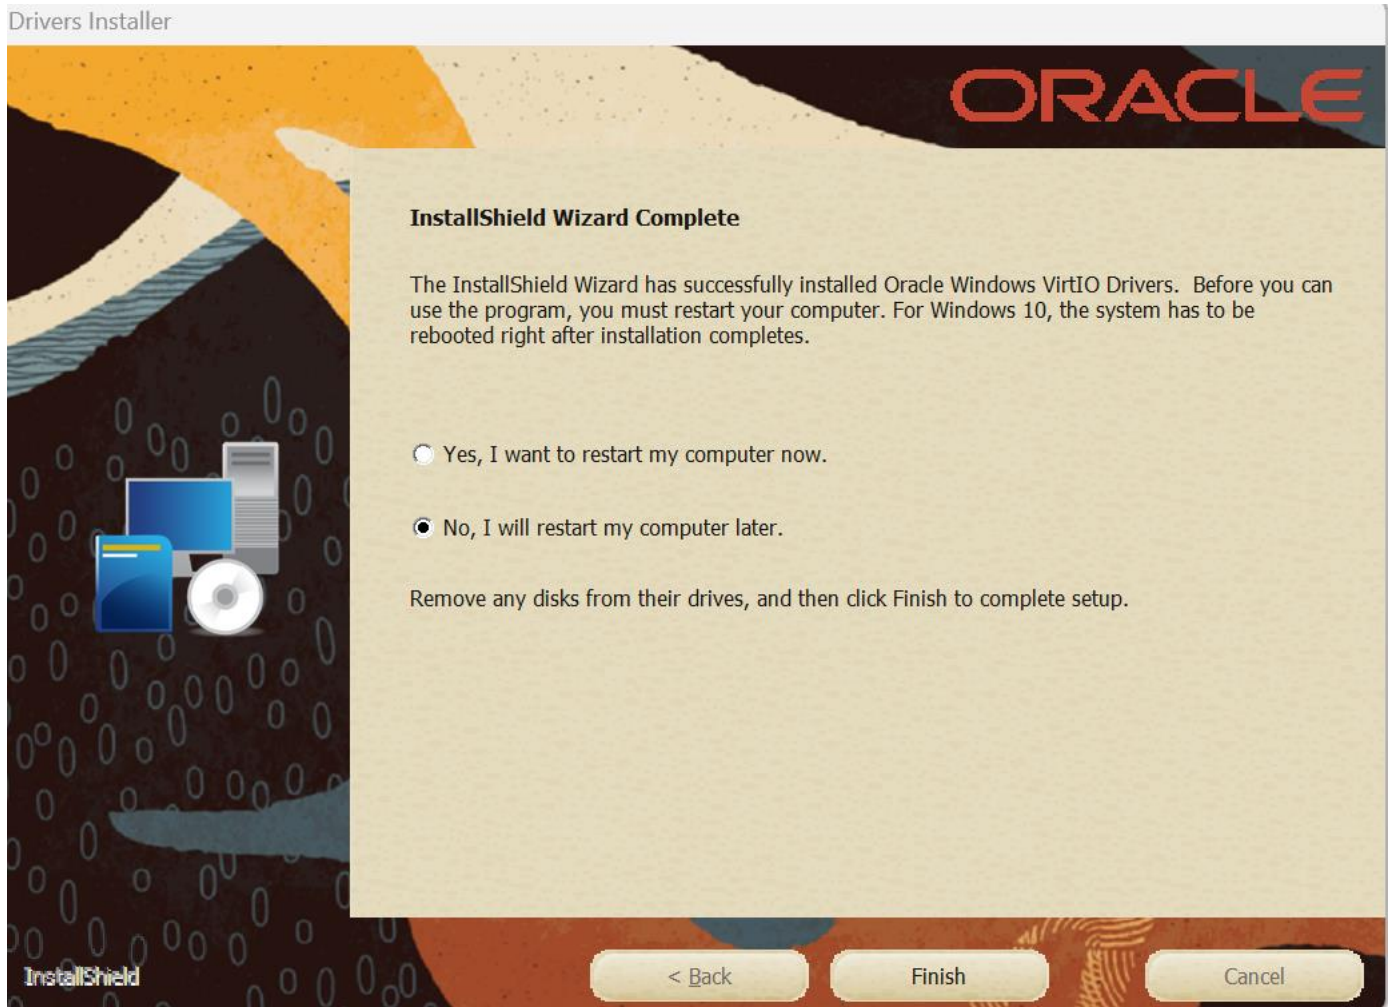 Drivers Installer
ORACLE
InstallShield Wizard Complete
The InstallShield Wizard has successfully installed Oracle Windows VirtIO Drivers.  Before you can
use the program, you must restart your computer. For Windows 10, the system has to be
rebooted right after installation completes.
Yes, I want to restart my computer now.
No, I will restart my computer later.
Remove any disks from their drives, and then click Finish to complete setup.
InstallShield
< Back
Finish
Cancel